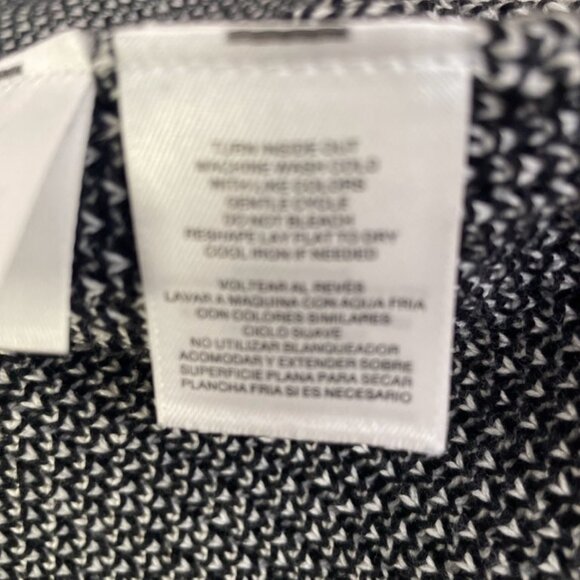 TURN INSIDE OUT
MACHINE WASH COLD
WITH LIKE COLORS
GENTLE CYCLE
DO NOT BLEACH
RESHAPE LAY FLAT TO DRY
COOL IRON IF NEEDED
VOLTEAR AL REVÉS
LAVAR A MAQUINA CON AGUA FRIA
CON COLORES SIMILARES
CICLO SUAVE
NO UTILIZAR BLANQUEADOR
ACOMODAR Y EXTENDER SOBRE
SUPERFICIE PLANA PARA SECAR
PLANCHA FRIA SI ES NECESARIO